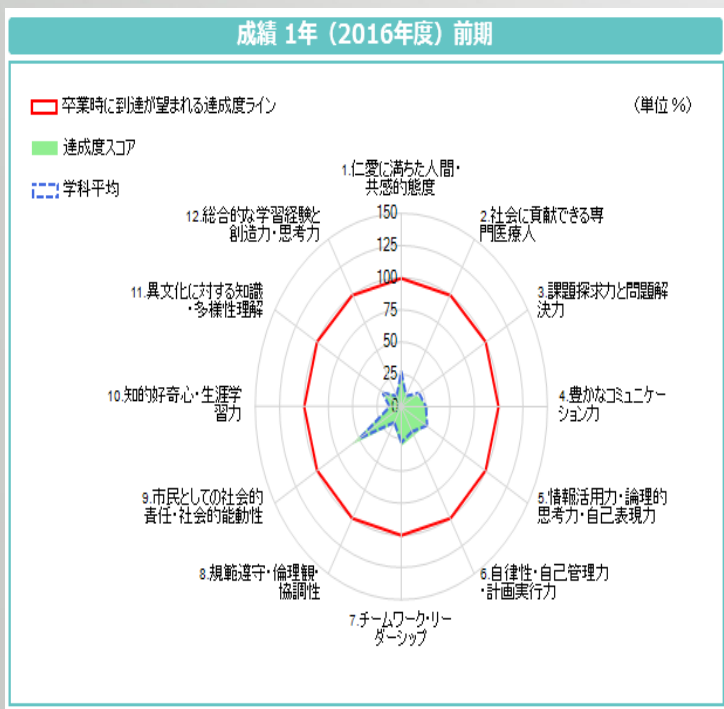 成績 1年（2016年度）前期
卒業時に到達が望まれる達成度ライン
（単位 %）
達成度スコア
学科平均
1.仁愛に満ちた人間・
共感的態度
2.社会に貢献できる専
門医療人
3.課題探求力と問題解
決力
4.豊かなコミュニケー
ション力
5.情報活用力・論理的
思考力・自己表現力
6.自律性・自己管理力
・計画実行力
7.チームワーク・リー
ダーシップ
8.規範遵守・倫理観・
協調性
9.市民としての社会的
責任・社会的能動性
10.知的好奇心・生涯学
習力
11.異文化に対する知識
・多様性理解
12.総合的な学習経験と
創造力・思考力
150
125
100
75
50
25
0